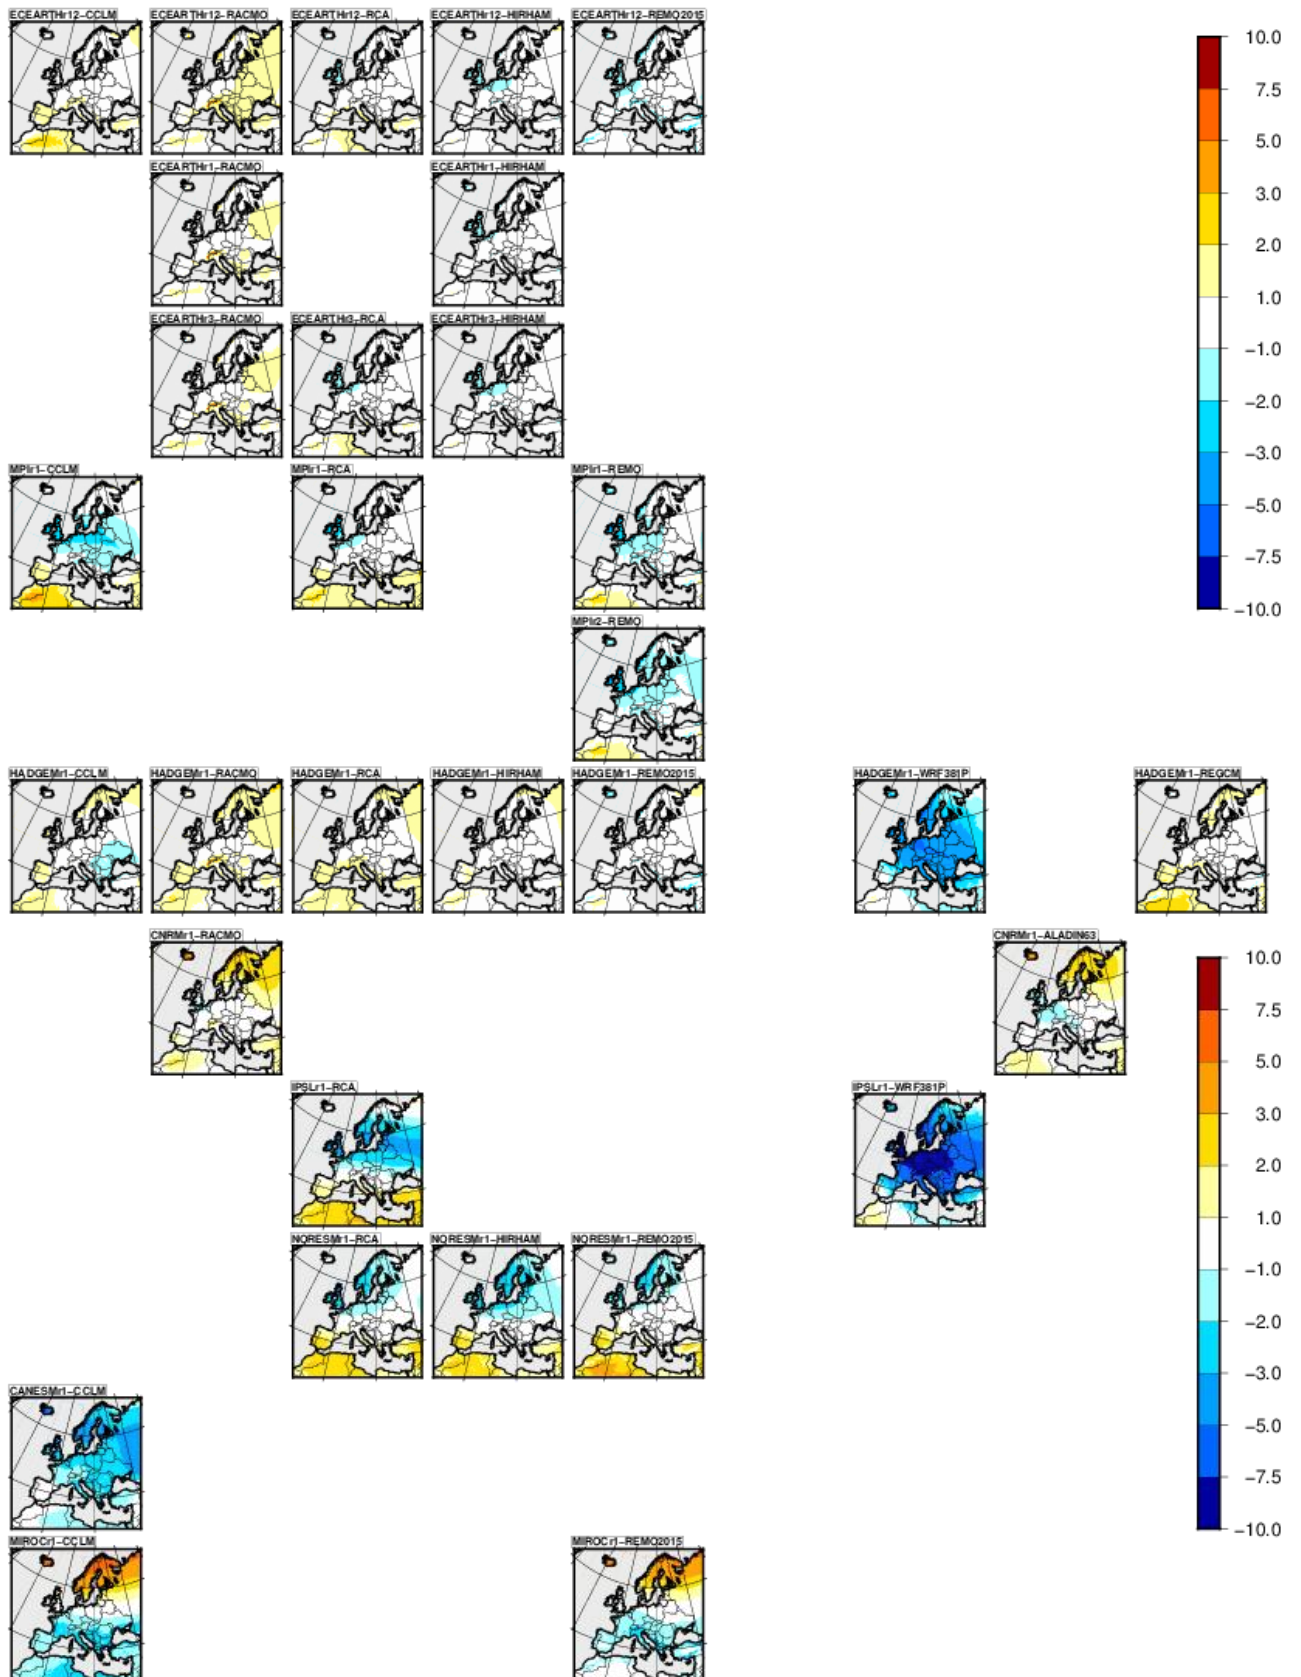 ECEARTHr12-CCLM ECEARTHr12-RACMO ECEARTHr12-RCA ECEARTHr12-HIRHAM ECEARTHr12-REMO2015
ECEARTHr1-RACMO ECEARTHr1-HIRHAM
ECEARTHr3-RACMO ECEARTHr3-RCA ECEARTHr3-HIRHAM
MPIr1-CCLM MPIr1-RCA MPIr1-REMO
MPIr2-REMO
10.0
7.5
5.0
3.0
2.0
1.0
-1.0
-2.0
-3.0
-5.0
-7.5
-10.0
HADGEMr1-CCLM HADGEMr1-RACMO HADGEMr1-RCA HADGEMr1-HIRHAM HADGEMr1-REMO2015 HADGEMr1-WRF381P HADGEMr1-REGCM
CNRMr1-RACMO CNRMr1-ALADIN63
IPSLr1-RCA IPSLr1-WRF381P
NORESMr1-RCA NORESMr1-HIRHAM NORESMr1-REMO2015
CANESMr1-CCLM
MIROCr1-CCLM MIROCr1-REMO2015
10.0
7.5
5.0
3.0
2.0
1.0
-1.0
-2.0
-3.0
-5.0
-7.5
-10.0